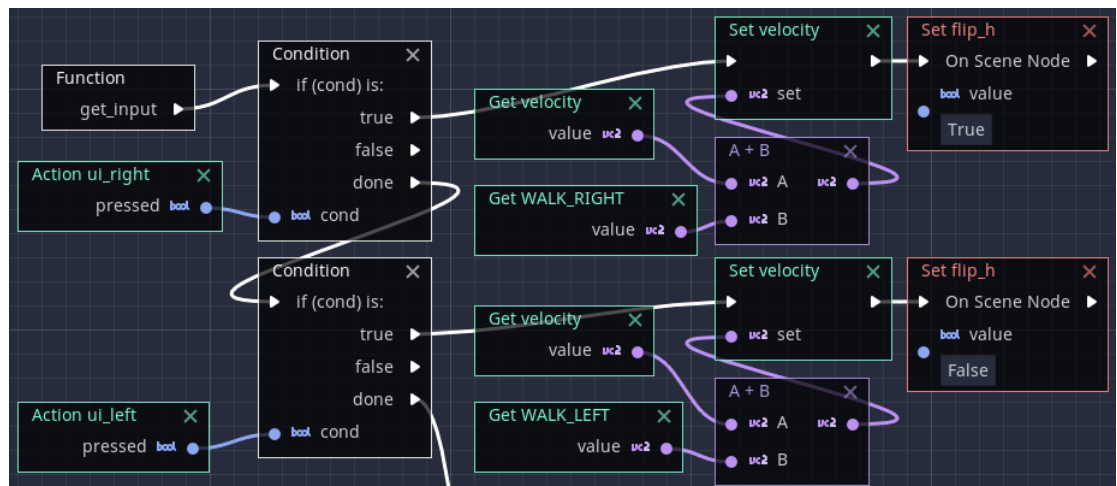 Function
get_input
Action ui_right
pressed bool
Condition
if (cond) is:
true
false
done
bool cond
Get velocity
value vc2
Get WALK_RIGHT
value vc2
Set velocity
vc2 set
A + B
vc2 A vc2
vc2 B
Set flip_h
On Scene Node
bool value
True
Action ui_left
pressed bool
Condition
if (cond) is:
true
false
done
bool cond
Get velocity
value vc2
Get WALK_LEFT
value vc2
Set velocity
vc2 set
A + B
vc2 A vc2
vc2 B
Set flip_h
On Scene Node
bool value
False